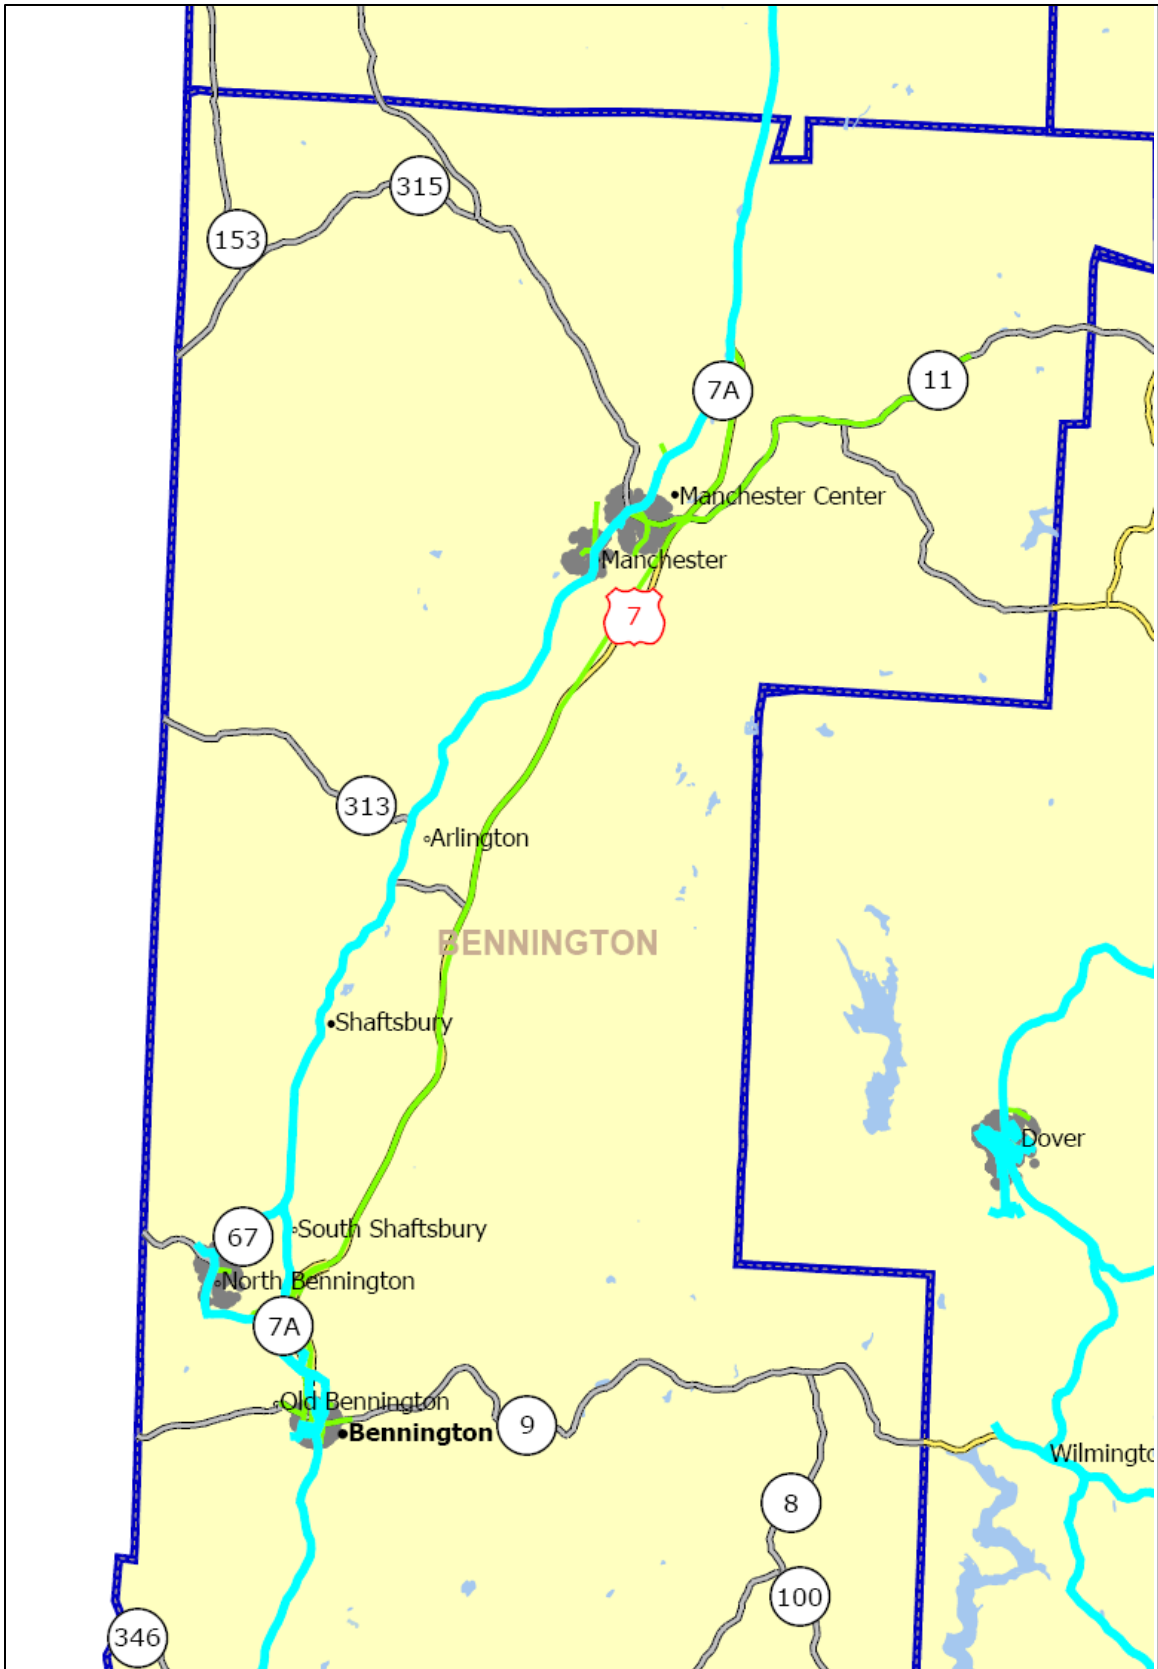 315
153
11
7A
Manchester Center
Manchester
7
313
Arlington
BENNINGTON
Shaftsbury
Dover
South Shaftsbury
67
North Bennington
7A
Old Bennington
9
Bennington
Wilmingto
8
100
346